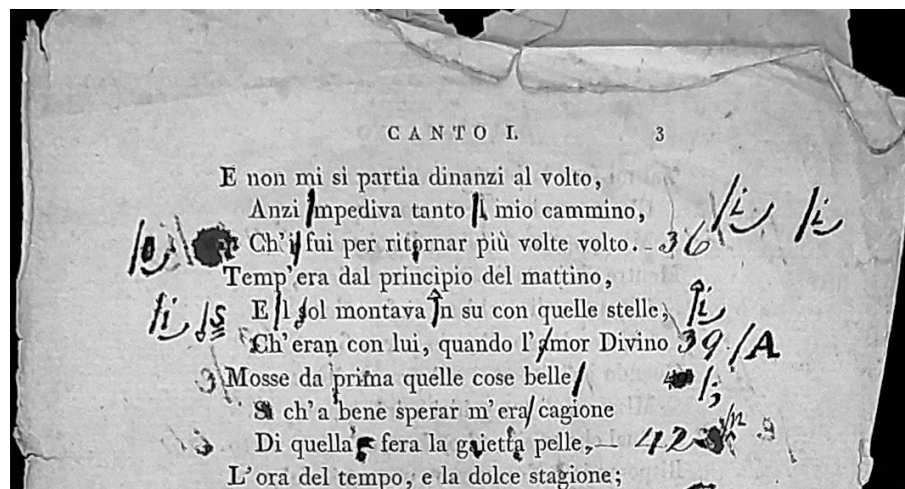 CANTO I. 3
E non mi si partia dinanzi al volto,
Anzi impediva tanto il mio cammino,
Ch'i fui per ritornar più volte volto. - 36
Temp'era dal principio del mattino,
E 'l sol montava in su con quelle stelle,
Ch'eran con lui, quando l'amor Divino 39 /A
Mosse da prima quelle cose belle
Sì ch'a bene sperar m'era cagione
Di quella fera la gaietta pelle, - 42
L'ora del tempo, e la dolce stagione;